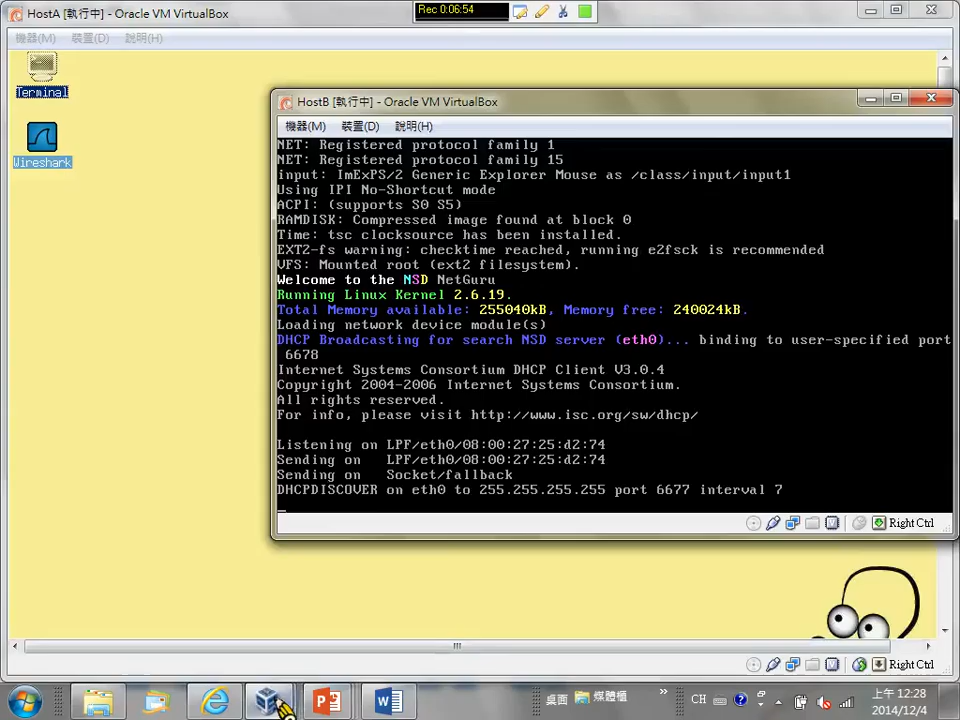 HostA [執行中] - Oracle VM VirtualBox
Rec 0:06:54
機器(M) 裝置(D) 說明(H)
Terminal
Wireshark
HostB [執行中] - Oracle VM VirtualBox
機器(M) 裝置(D) 說明(H)
NET: Registered protocol family 1
NET: Registered protocol family 15
input: ImExPS/2 Generic Explorer Mouse as /class/input/input1
Using IPI No-Shortcut mode
ACPI: (supports S0 S5)
RAMDISK: Compressed image found at block 0
Time: tsc clocksource has been installed.
EXT2-fs warning: checktime reached, running e2fsck is recommended
VFS: Mounted root (ext2 filesystem).
Welcome to the NSD NetGuru
Running Linux Kernel 2.6.19.
Total Memory available: 255040kB, Memory free: 240024kB.
Loading network device module(s)
DHCP Broadcasting for search NSD server (eth0)... binding to user-specified port
6678
Internet Systems Consortium DHCP Client V3.0.4
Copyright 2004-2006 Internet Systems Consortium.
All rights reserved.
For info, please visit http://www.isc.org/sw/dhcp/
Listening on LPF/eth0/08:00:27:25:d2:74
Sending on LPF/eth0/08:00:27:25:d2:74
Sending on Socket/fallback
DHCPDISCOVER on eth0 to 255.255.255.255 port 6677 interval 7
Right Ctrl
Right Ctrl
桌面 媒體櫃 » CH
上午 12:28
2014/12/4